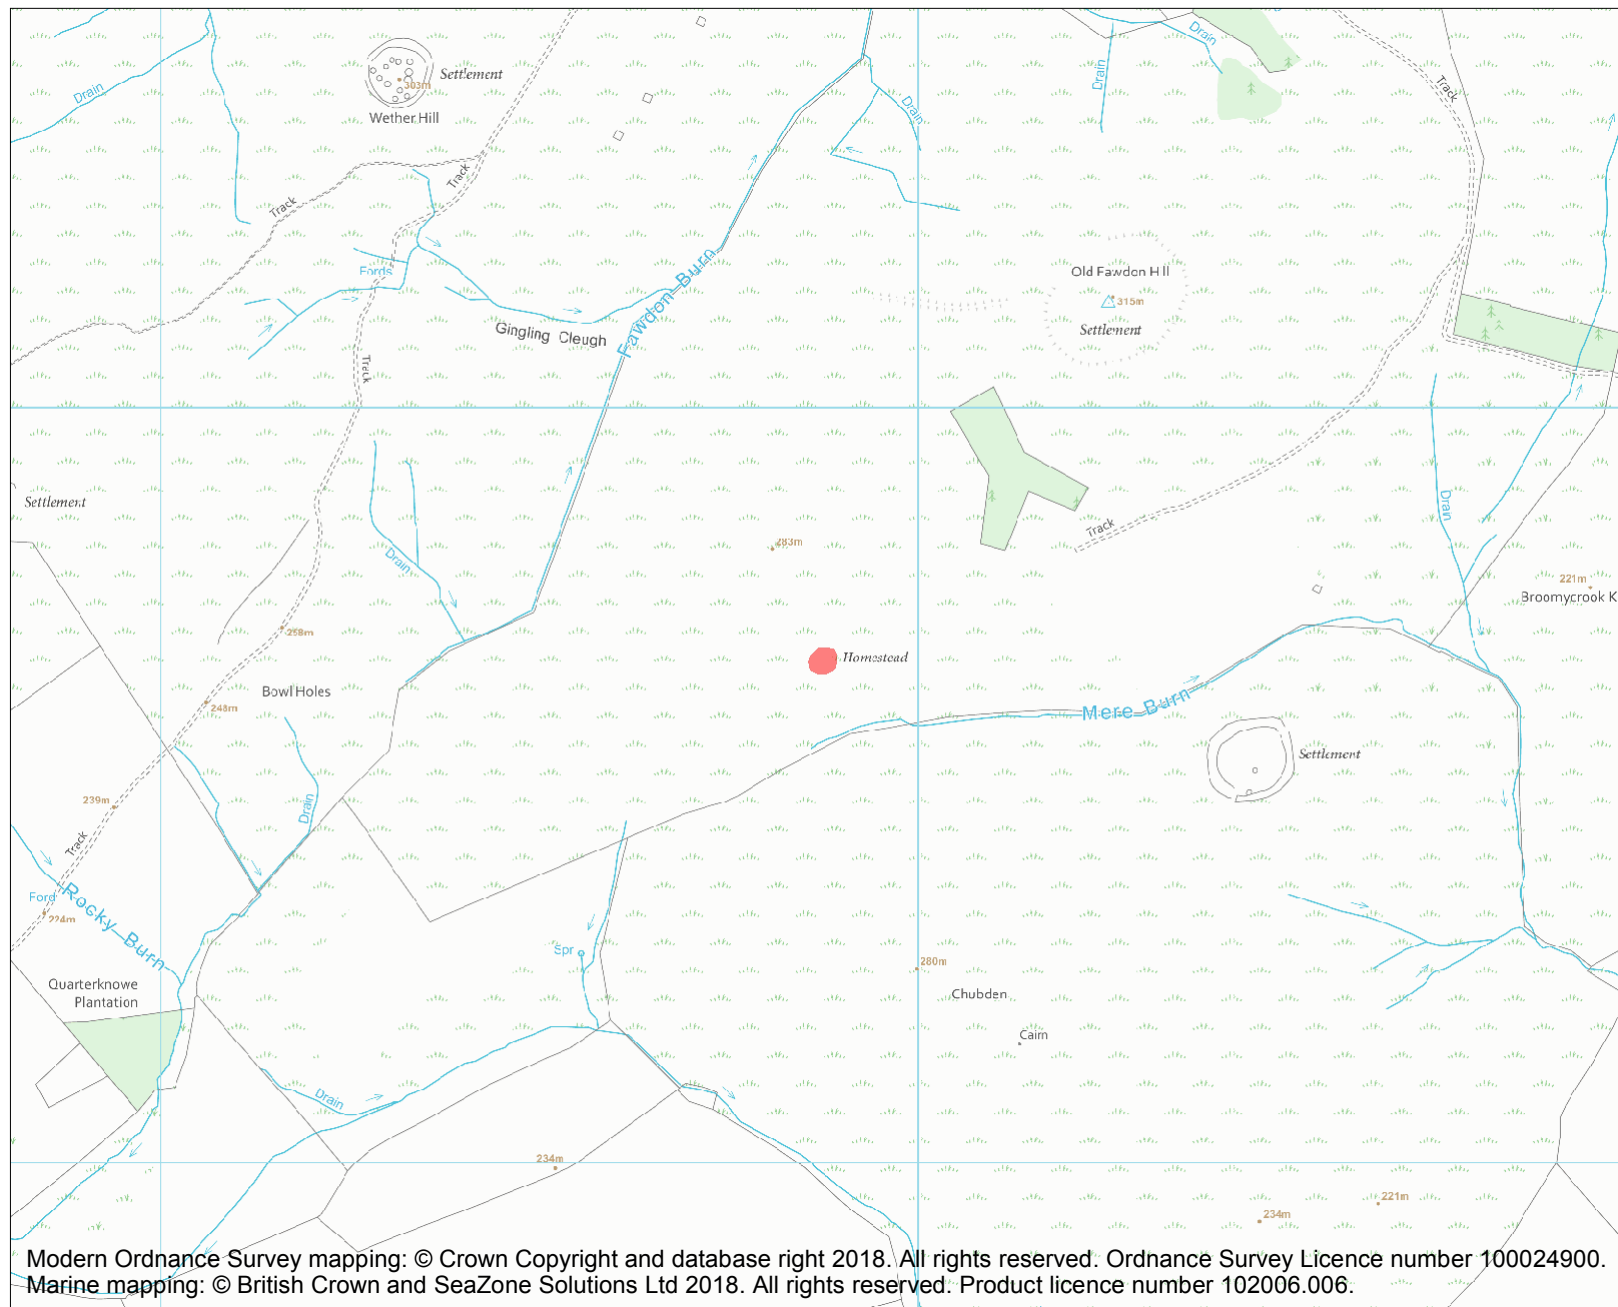 Drain
Drain
Track
Settlement
303m
Wether Hill
Drain
Drain
Track
Track
Fords
Old Fawdon Hill
315m
Settlement
Fawdon Burn
Gingling Cleugh
Track
Settlement
Drain
Track
283m
Drain
221m
Broomycrook K
258m
Homestead
Bowl Holes
248m
Mere Burn
Settlement
239m
Drain
Track
Ford
224m
Rocky Burn
Spr
280m
Quarterknowe
Plantation
Chubden
Cairn
Drain
234m
221m
234m
Modern Ordnance Survey mapping: © Crown Copyright and database right 2018. All rights reserved. Ordnance Survey Licence number 100024900.
Marine mapping: © British Crown and SeaZone Solutions Ltd 2018. All rights reserved. Product licence number 102006.006.